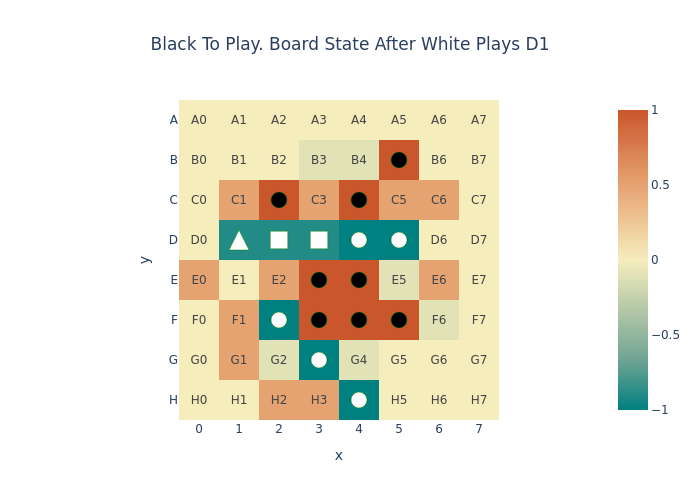 Black To Play. Board State After White Plays D1
A A0 A1 A2 A3 A4 A5 A6 A7
B B0 B1 B2 B3 B4 B6 B7
C C0 C1 C3 C5 C6 C7
D D0 D6 D7
E E0 E1 E2 E5 E6 E7
F F0 F1 F6 F7
G G0 G1 G2 G4 G5 G6 G7
H H0 H1 H2 H3 H5 H6 H7
0 1 2 3 4 5 6 7
x
y
1
0.5
0
−0.5
−1